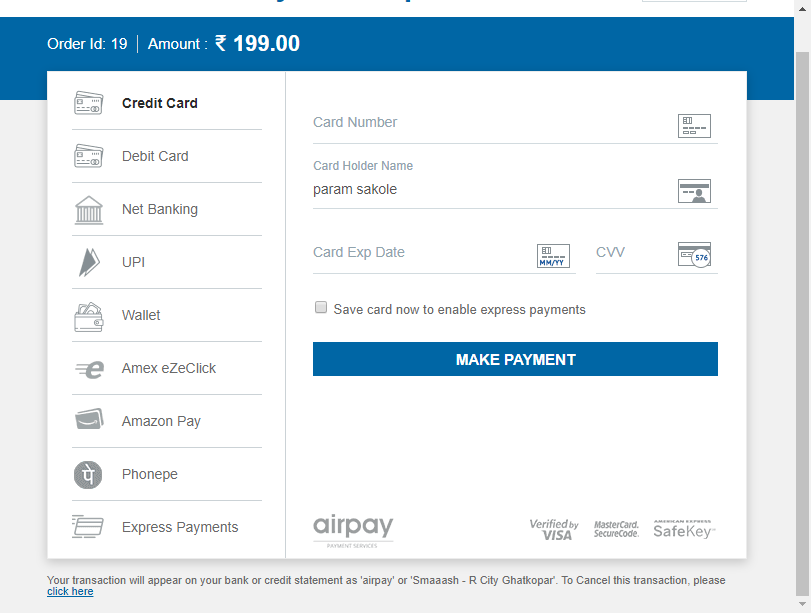 Order Id: 19 | Amount : ₹ 199.00
Credit Card
Debit Card
Net Banking
UPI
Wallet
Amex eZeClick
Amazon Pay
Phonepe
Express Payments
Card Number
Card Holder Name
param sakole
Card Exp Date
MM/YY
CVV
576
Save card now to enable express payments
MAKE PAYMENT
airpay
PAYMENT SERVICES
Verified by
VISA
MasterCard.
SecureCode.
AMERICAN EXPRESS
SafeKey
Your transaction will appear on your bank or credit statement as 'airpay' or 'Smaaash - R City Ghatkopar'. To Cancel this transaction, please
click here